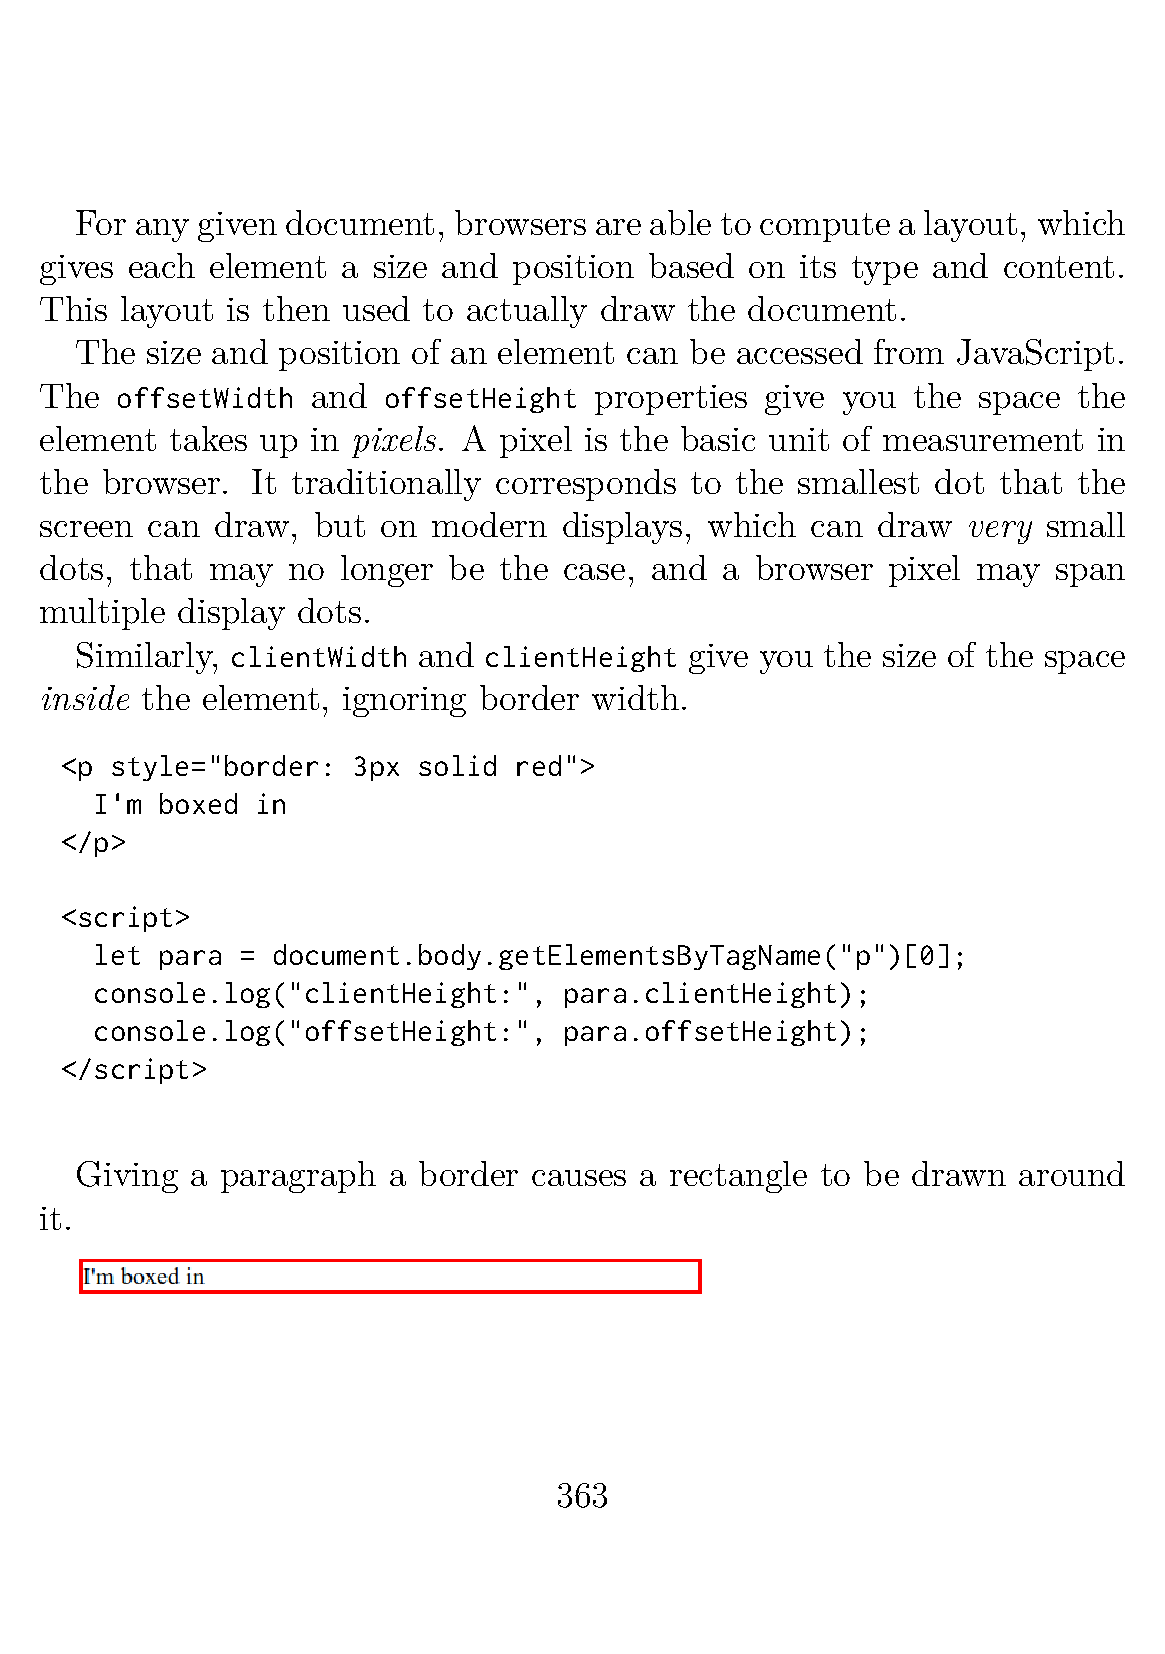 For any given document, browsers are able to compute a layout, which
gives each element a size and position based on its type and content.
This layout is then used to actually draw the document.
The size and position of an element can be accessed from JavaScript.
The offsetWidth and offsetHeight properties give you the space the
element takes up in pixels. A pixel is the basic unit of measurement in
the browser. It traditionally corresponds to the smallest dot that the
screen can draw, but on modern displays, which can draw very small
dots, that may no longer be the case, and a browser pixel may span
multiple display dots.
Similarly, clientWidth and clientHeight give you the size of the space
inside the element, ignoring border width.
<p style="border: 3px solid red">
  I'm boxed in
</p>

<script>
  let para = document.body.getElementsByTagName("p")[0];
  console.log("clientHeight:", para.clientHeight);
  console.log("offsetHeight:", para.offsetHeight);
</script>
Giving a paragraph a border causes a rectangle to be drawn around
it.
I'm boxed in
363